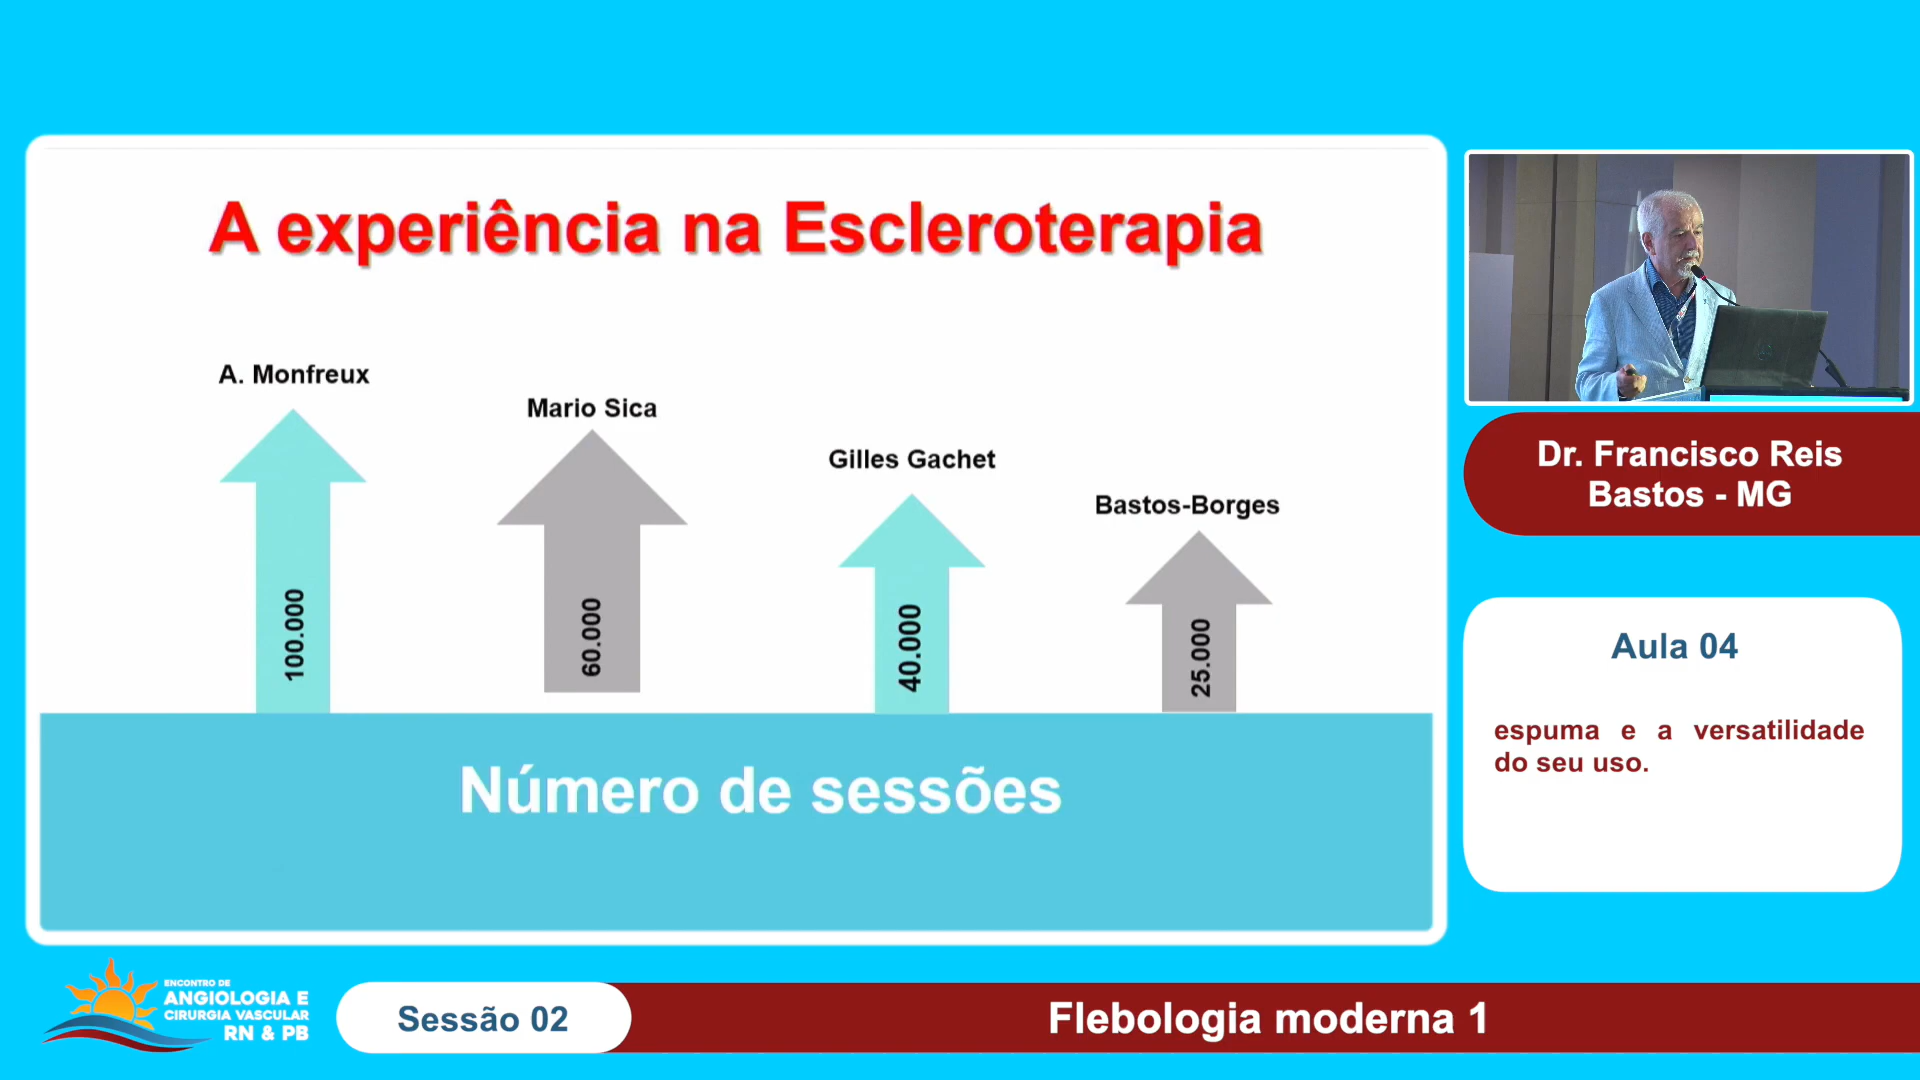 A experiência na Escleroterapia
A. Monfreux
Mario Sica
Gilles Gachet
Bastos-Borges
100.000
60.000
40.000
25.000
Número de sessões
Dr. Francisco Reis
Bastos - MG
Aula 04
espuma e a versatilidade
do seu uso.
ENCONTRO DE
ANGIOLOGIA E
CIRURGIA VASCULAR
RN & PB
Sessão 02
Flebologia moderna 1